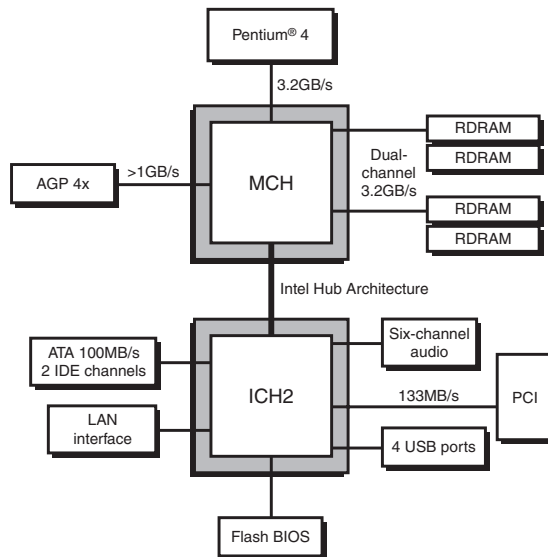 Pentium® 4
3.2GB/s
RDRAM
RDRAM
Dual-
channel
3.2GB/s
RDRAM
RDRAM
>1GB/s
AGP 4x
MCH
Intel Hub Architecture
ATA 100MB/s
2 IDE channels
Six-channel
audio
ICH2
133MB/s
PCI
LAN
interface
4 USB ports
Flash BIOS